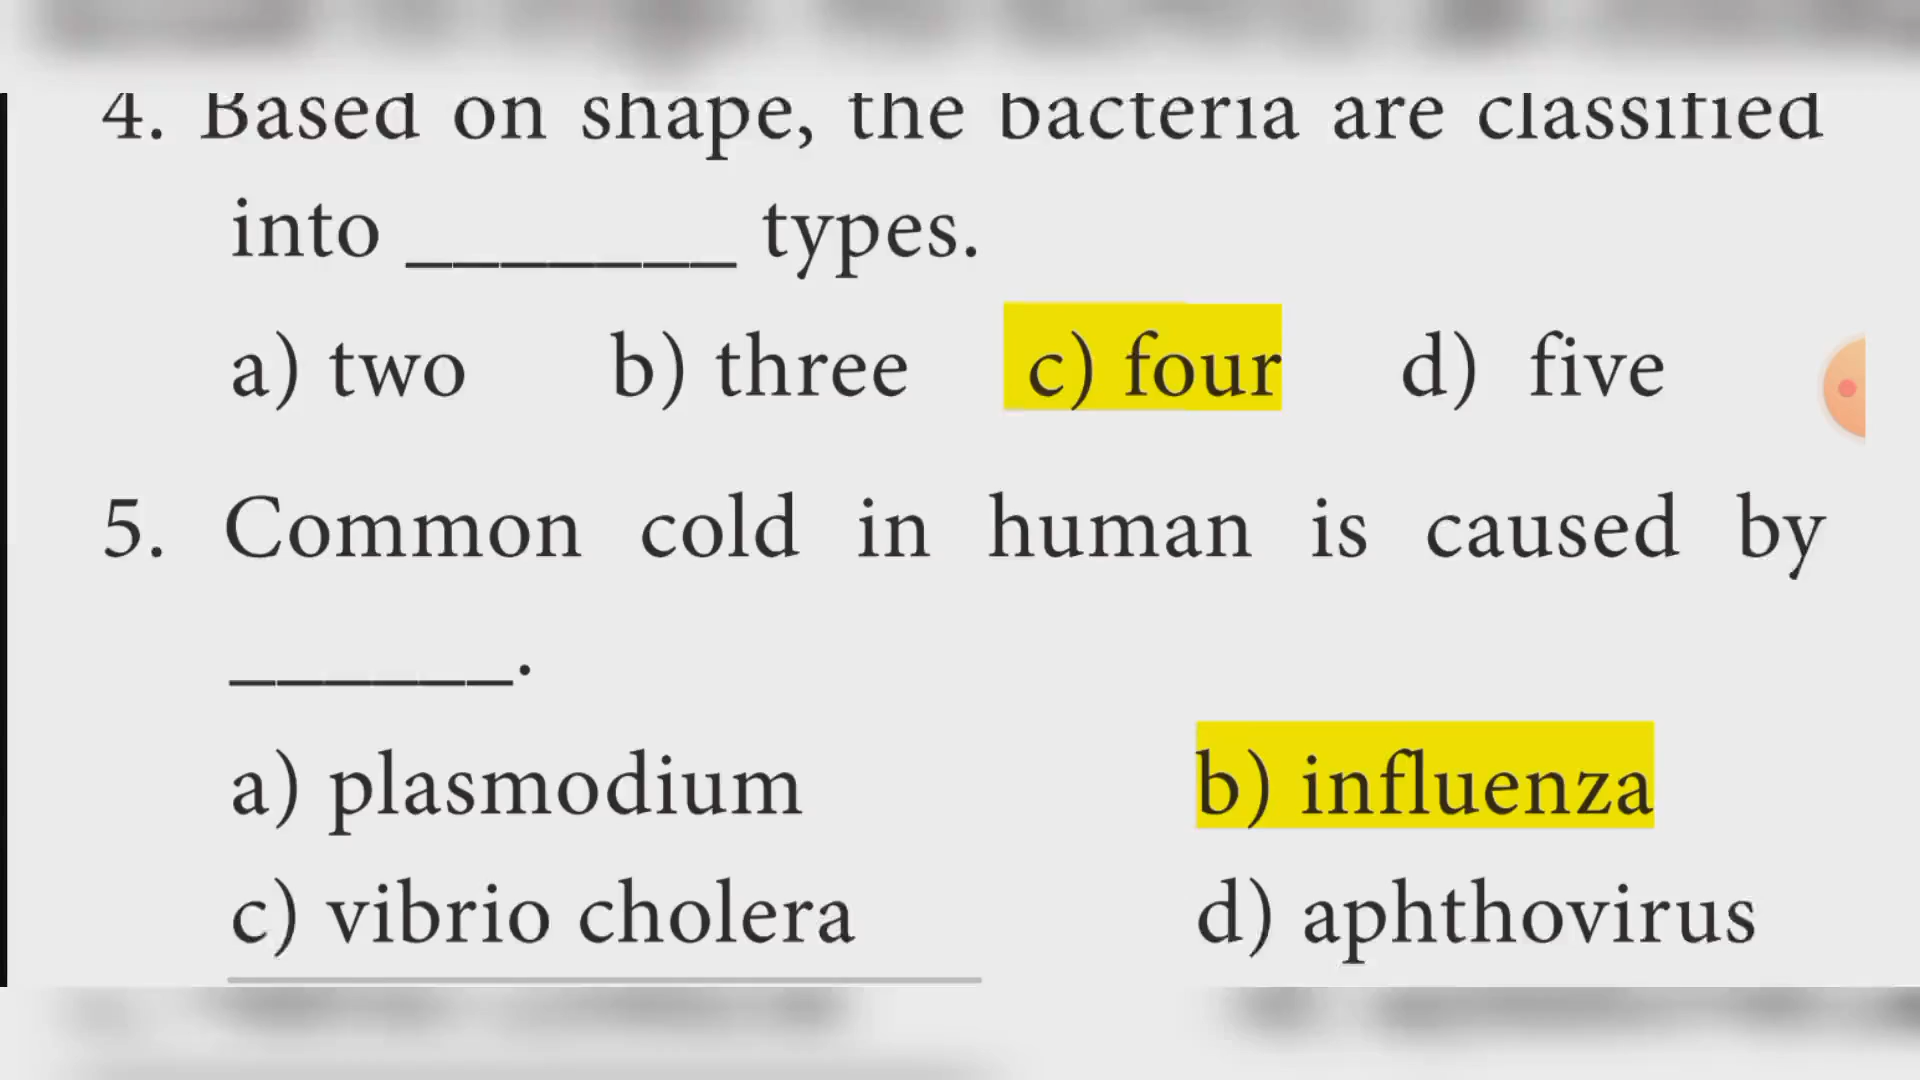 4. Based on shape, the bacteria are classified
into _______ types.
a) two b) three c) four d) five
5. Common cold in human is caused by
______.
a) plasmodium b) influenza
c) vibrio cholera d) aphthovirus